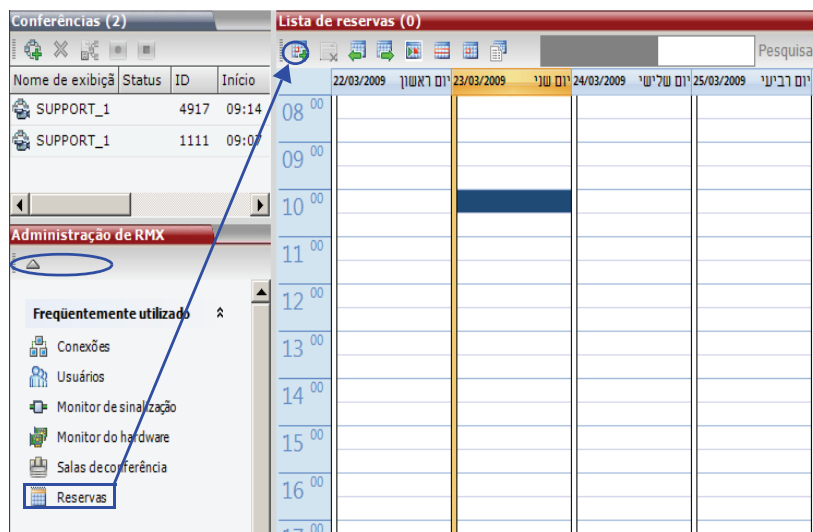 Conferências (2)
Nome de exibiçã Status ID Início
SUPPORT_1 4917 09:14
SUPPORT_1 1111 09:07
Administração de RMX
Freqüentemente utilizado
Conexões
Usuários
Monitor de sinalização
Monitor do hardware
Salas de conferência
Reservas
Lista de reservas (0)
Pesquisa
22/03/2009 יום ראשון 23/03/2009 יום שני 24/03/2009 יום שלישי 25/03/2009 יום רביעי
08 00
09 00
10 00
11 00
12 00
13 00
14 00
15 00
16 00
17 00